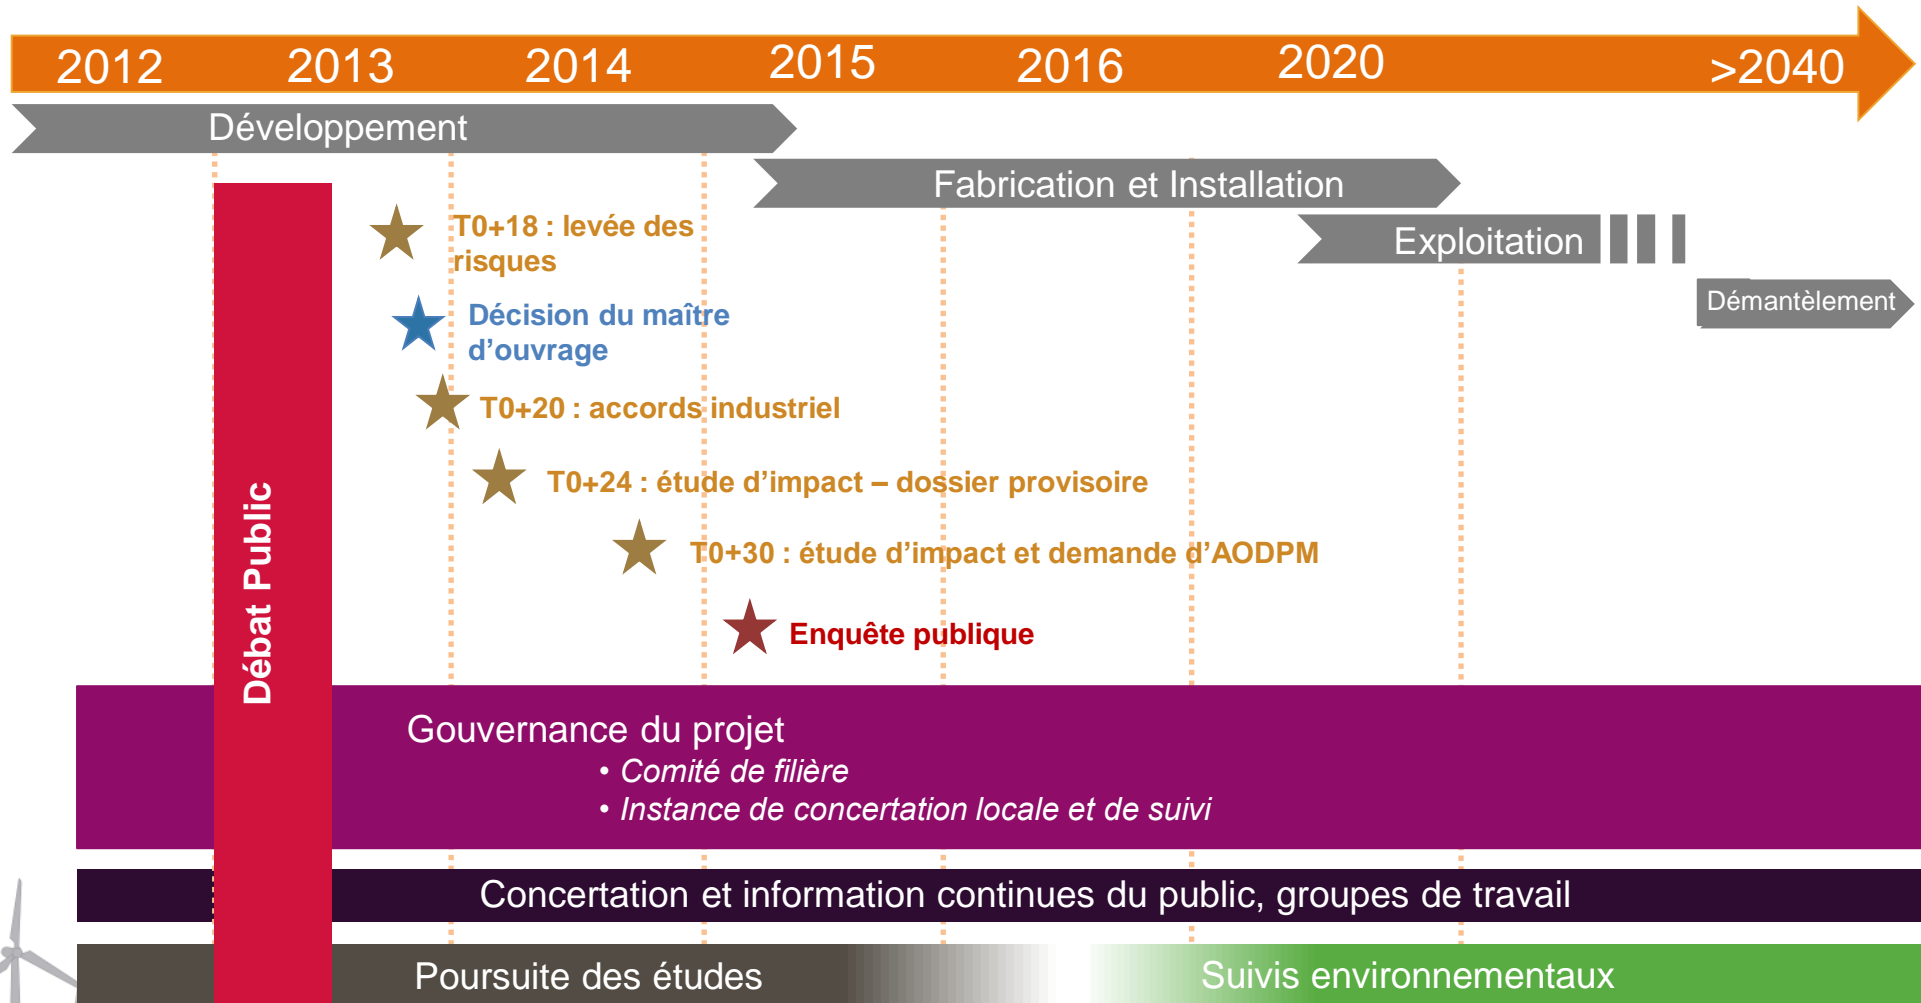 2012 2013 2014 2015 2016 2020 >2040
Développement
Fabrication et Installation
Exploitation
Démantèlement
T0+18 : levée des
risques
Décision du maître
d’ouvrage
T0+20 : accords industriel
T0+24 : étude d’impact – dossier provisoire
T0+30 : étude d’impact et demande d’AODPM
Enquête publique
Débat Public
Gouvernance du projet
• Comité de filière
• Instance de concertation locale et de suivi
Concertation et information continues du public, groupes de travail
Poursuite des études
Suivis environnementaux